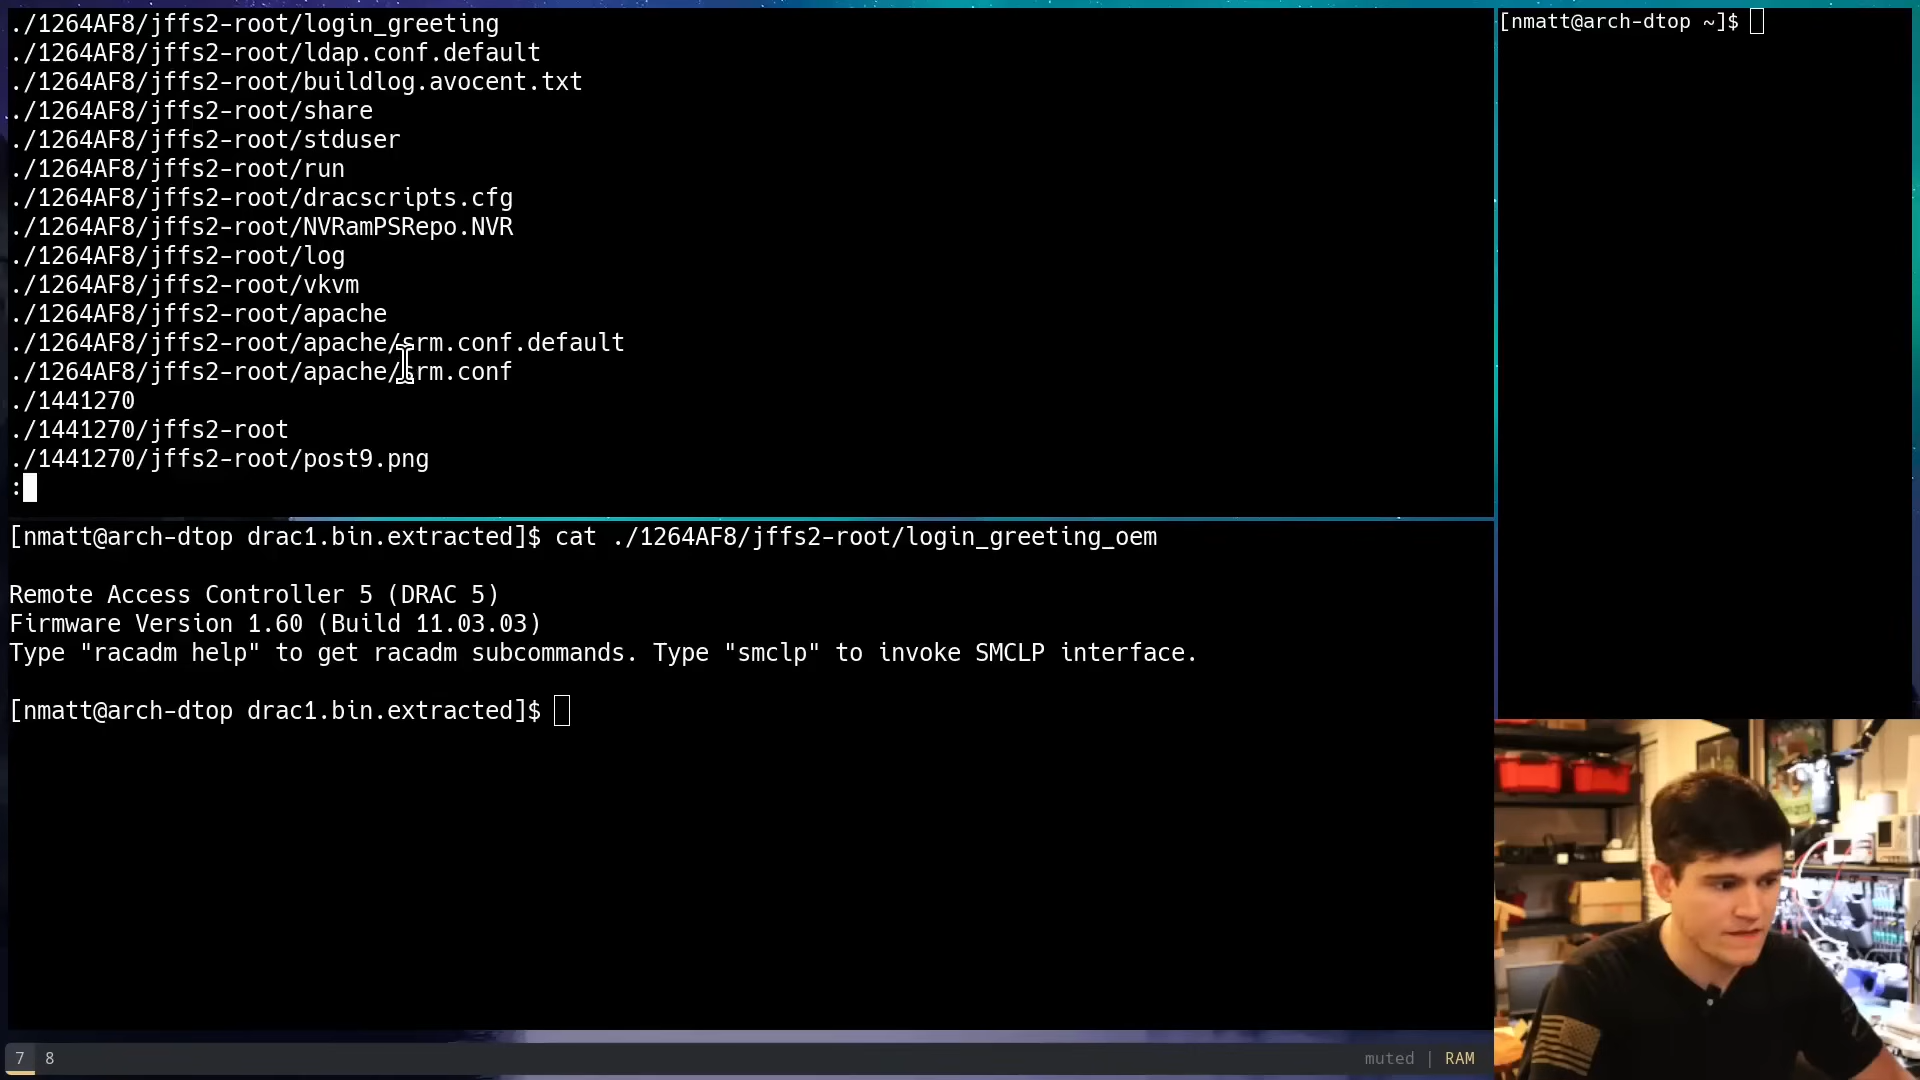 ./1264AF8/jffs2-root/login_greeting
./1264AF8/jffs2-root/ldap.conf.default
./1264AF8/jffs2-root/buildlog.avocent.txt
./1264AF8/jffs2-root/share
./1264AF8/jffs2-root/stduser
./1264AF8/jffs2-root/run
./1264AF8/jffs2-root/dracscripts.cfg
./1264AF8/jffs2-root/NVRamPSRepo.NVR
./1264AF8/jffs2-root/log
./1264AF8/jffs2-root/vkvm
./1264AF8/jffs2-root/apache
./1264AF8/jffs2-root/apache/srm.conf.default
./1264AF8/jffs2-root/apache/srm.conf
./1441270
./1441270/jffs2-root
./1441270/jffs2-root/post9.png
:
[nmatt@arch-dtop drac1.bin.extracted]$ cat ./1264AF8/jffs2-root/login_greeting_oem
Remote Access Controller 5 (DRAC 5)
Firmware Version 1.60 (Build 11.03.03)
Type "racadm help" to get racadm subcommands. Type "smclp" to invoke SMCLP interface.
[nmatt@arch-dtop drac1.bin.extracted]$
[nmatt@arch-dtop ~]$
7 8 muted | RAM